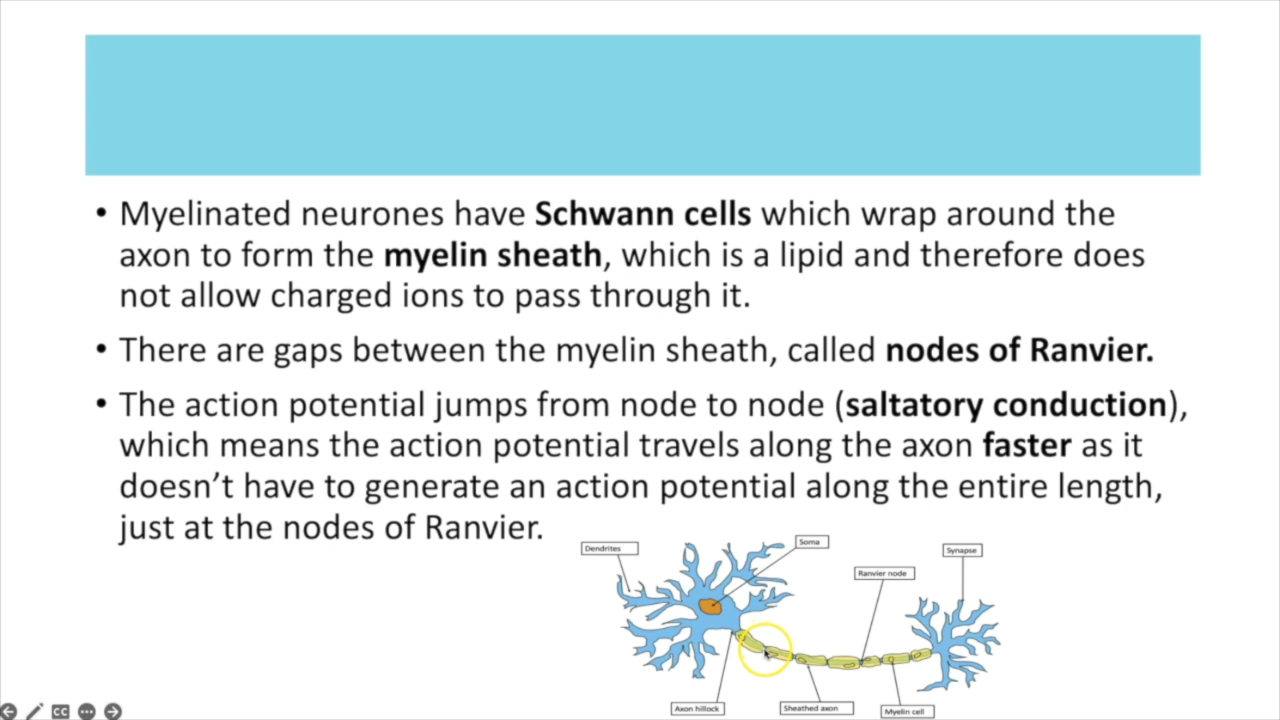 • Myelinated neurones have Schwann cells which wrap around the
axon to form the myelin sheath, which is a lipid and therefore does
not allow charged ions to pass through it.
• There are gaps between the myelin sheath, called nodes of Ranvier.
• The action potential jumps from node to node (saltatory conduction),
which means the action potential travels along the axon faster as it
doesn’t have to generate an action potential along the entire length,
just at the nodes of Ranvier.
Dendrites
Soma
Synapse
Ranvier node
Axon hillock
Sheathed axon
Myelin cell
CC